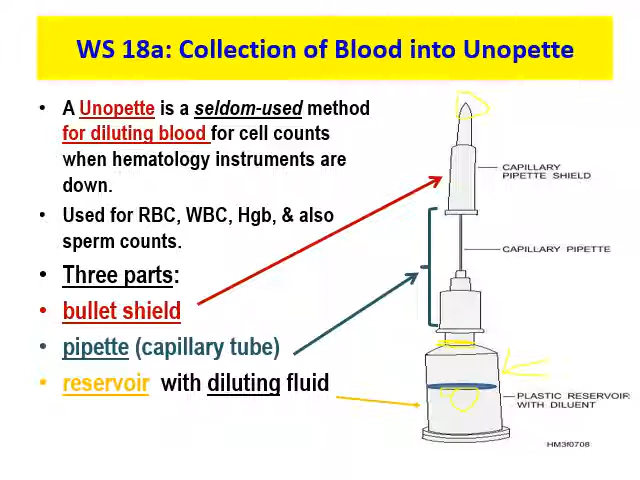 WS 18a: Collection of Blood into Unopette
• A Unopette is a seldom-used method
for diluting blood for cell counts
when hematology instruments are
down.
• Used for RBC, WBC, Hgb, & also
sperm counts.
• Three parts:
• bullet shield
• pipette (capillary tube)
• reservoir with diluting fluid
CAPILLARY
PIPETTE SHIELD
CAPILLARY PIPETTE
PLASTIC RESERVOIR
WITH DILUENT
HM3f0708